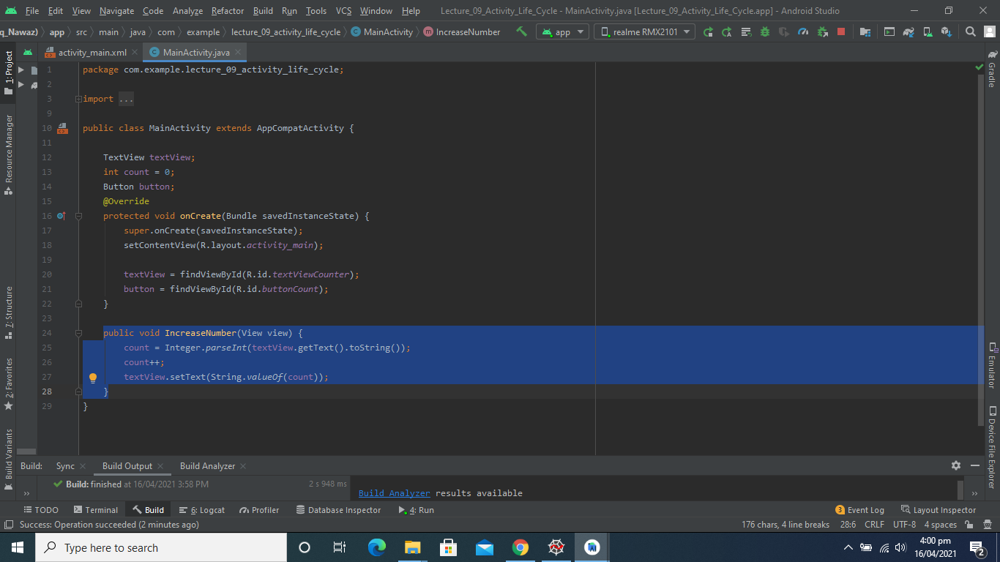 File Edit View Navigate Code Analyze Refactor Build Run Tools VCS Window Help Lecture_09_Activity_Life_Cycle - MainActivity.java [Lecture_09_Activity_Life_Cycle.app] - Android Studio
q_Nawaz) app src main java com example lecture_09_activity_life_cycle MainActivity IncreaseNumber app realme RMX2101
activity_main.xml MainActivity.java
1: Project
Resource Manager
7: Structure
2: Favorites
Build Variants
1 package com.example.lecture_09_activity_life_cycle;
2
3 import ...
9
10 public class MainActivity extends AppCompatActivity {
11
12 TextView textView;
13 int count = 0;
14 Button button;
15 @Override
16 protected void onCreate(Bundle savedInstanceState) {
17 super.onCreate(savedInstanceState);
18 setContentView(R.layout.activity_main);
19
20 textView = findViewById(R.id.textViewCounter);
21 button = findViewById(R.id.buttonCount);
22 }
23
24 public void IncreaseNumber(View view) {
25 count = Integer.parseInt(textView.getText().toString());
26 count++;
27 textView.setText(String.valueOf(count));
28 }
29 }
Gradle
Emulator
Device File Explorer
Build: Sync Build Output Build Analyzer
Build: finished at 16/04/2021 3:58 PM 2 s 948 ms
Build Analyzer results available
TODO Terminal Build 6: Logcat Profiler Database Inspector 4: Run 3 Event Log Layout Inspector
Success: Operation succeeded (2 minutes ago) 176 chars, 4 line breaks 28:6 CRLF UTF-8 4 spaces
Type here to search
4:00 pm
16/04/2021
2